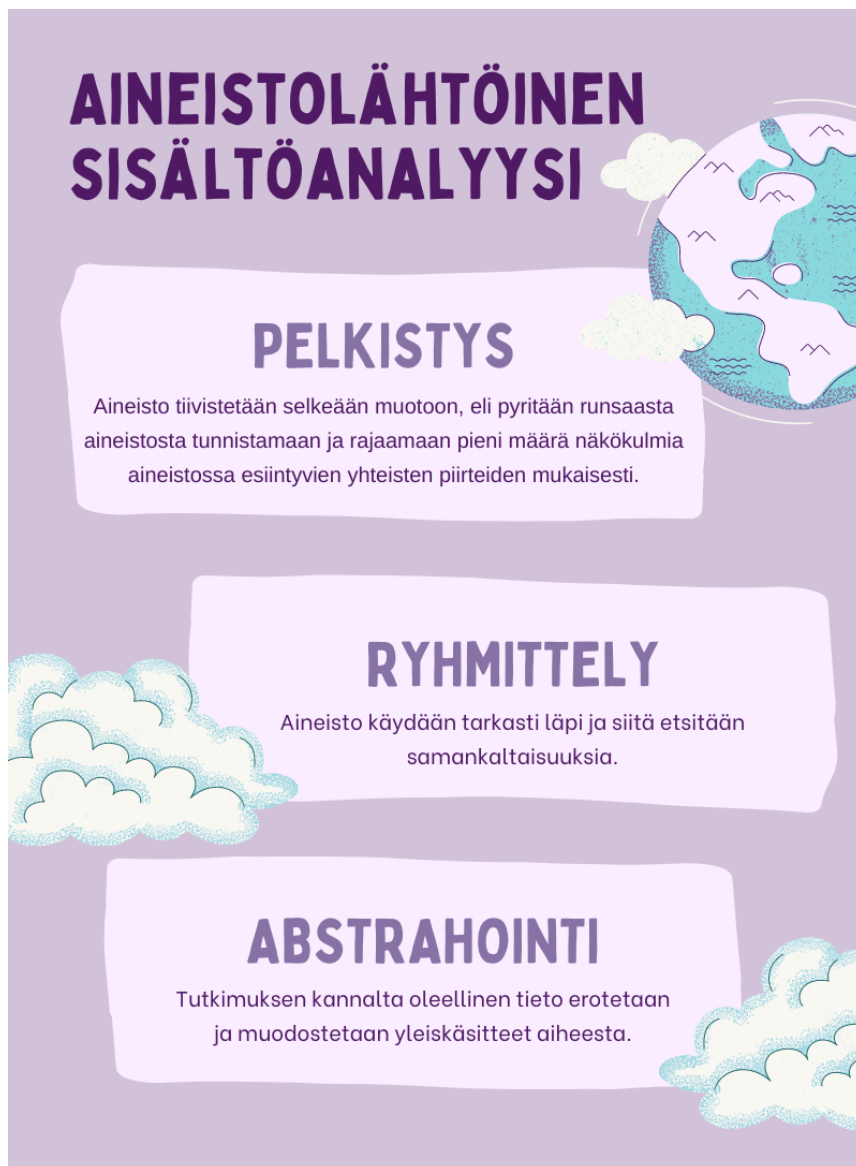 AINEISTOLÄHTÖINEN
SISÄLTÖANALYYSI
PELKISTYS
Aineisto tiivistetään selkeään muotoon, eli pyritään runsaasta
aineistosta tunnistamaan ja rajaamaan pieni määrä näkökulmia
aineistossa esiintyvien yhteisten piirteiden mukaisesti.
RYHMITTELY
Aineisto käydään tarkasti läpi ja siitä etsitään
samankaltaisuuksia.
ABSTRAHOINTI
Tutkimuksen kannalta oleellinen tieto erotetaan
ja muodostetaan yleiskäsitteet aiheesta.